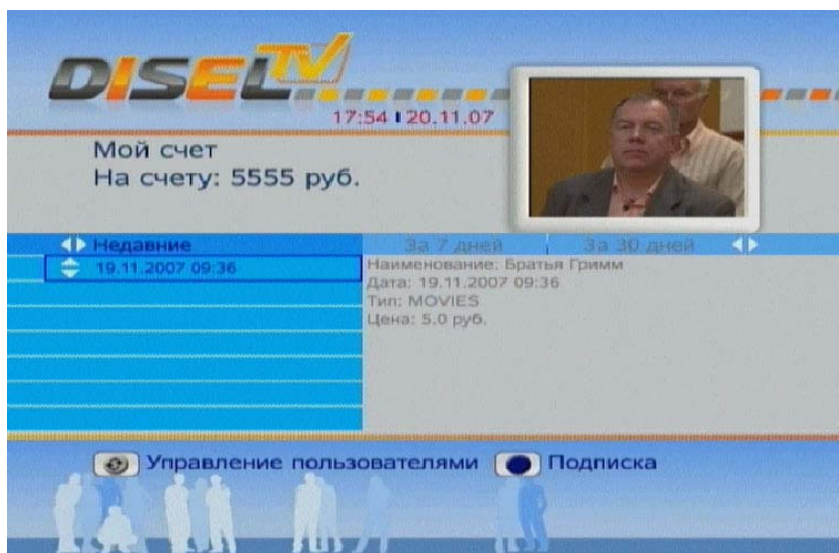 DISEL TV
17:54 20.11.07
Мой счет
На счету: 5555 руб.
Недавние За 7 дней За 30 дней
19.11.2007 09:36
Наименование: Братья Гримм
Дата: 19.11.2007 09:36
Тип: MOVIES
Цена: 5.0 руб.
Управление пользователями Подписка